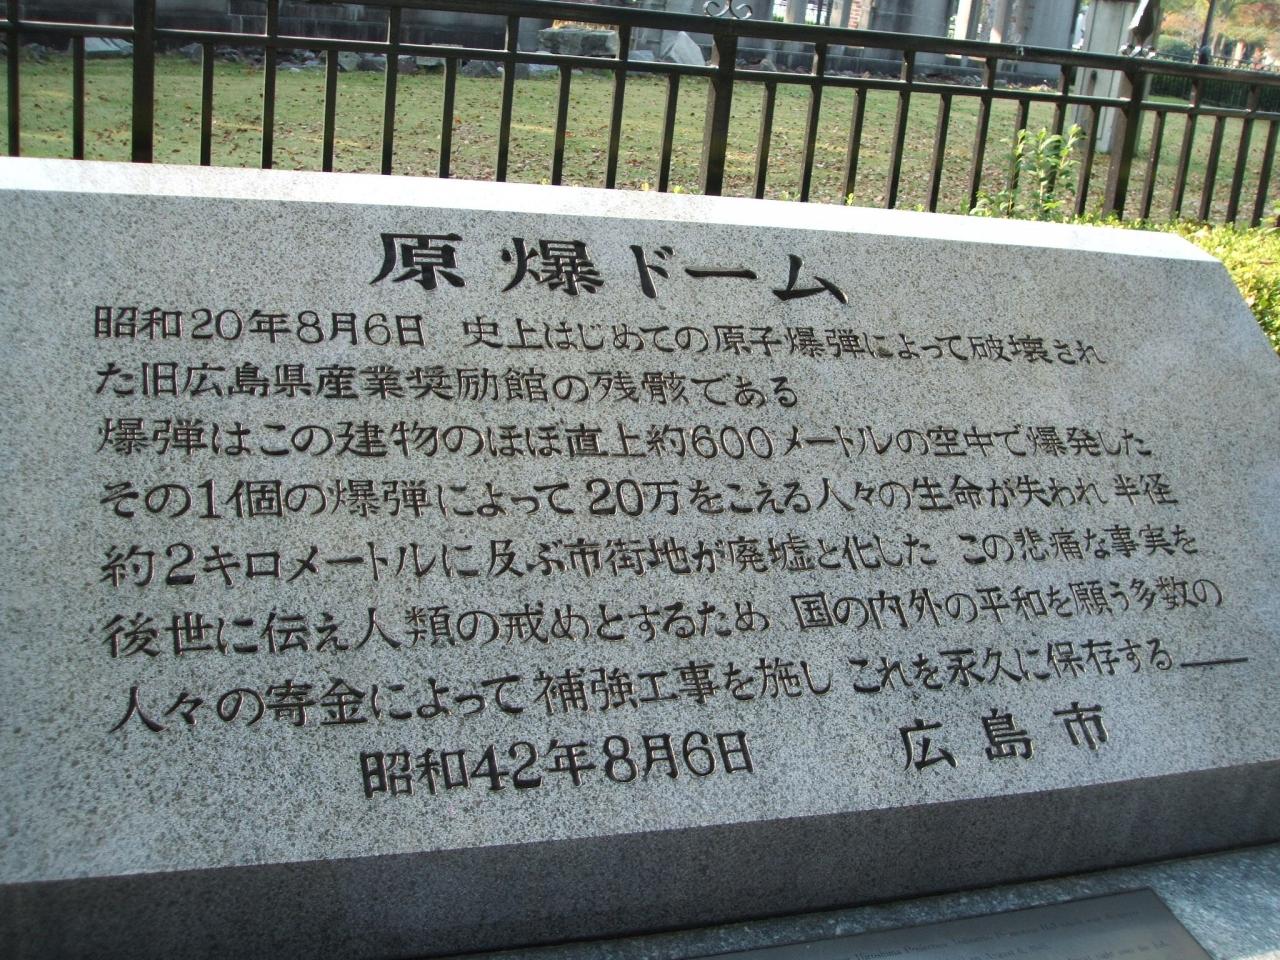 原爆ドーム
昭和20年8月6日 史上はじめての原子爆弾によって破壊され
た旧広島県産業奨励館の残骸である
爆弾はこの建物のほぼ直上約600メートルの空中で爆発した
その1個の爆弾によって20万をこえる人々の生命が失われ 半径
約2キロメートルに及ぶ市街地が廃墟と化した この悲痛な事実を
後世に伝え人類の戒めとするため 国の内外の平和を願う多数の
人々の寄金によって補強工事を施し これを永久に保存する――
昭和42年8月6日 広島市